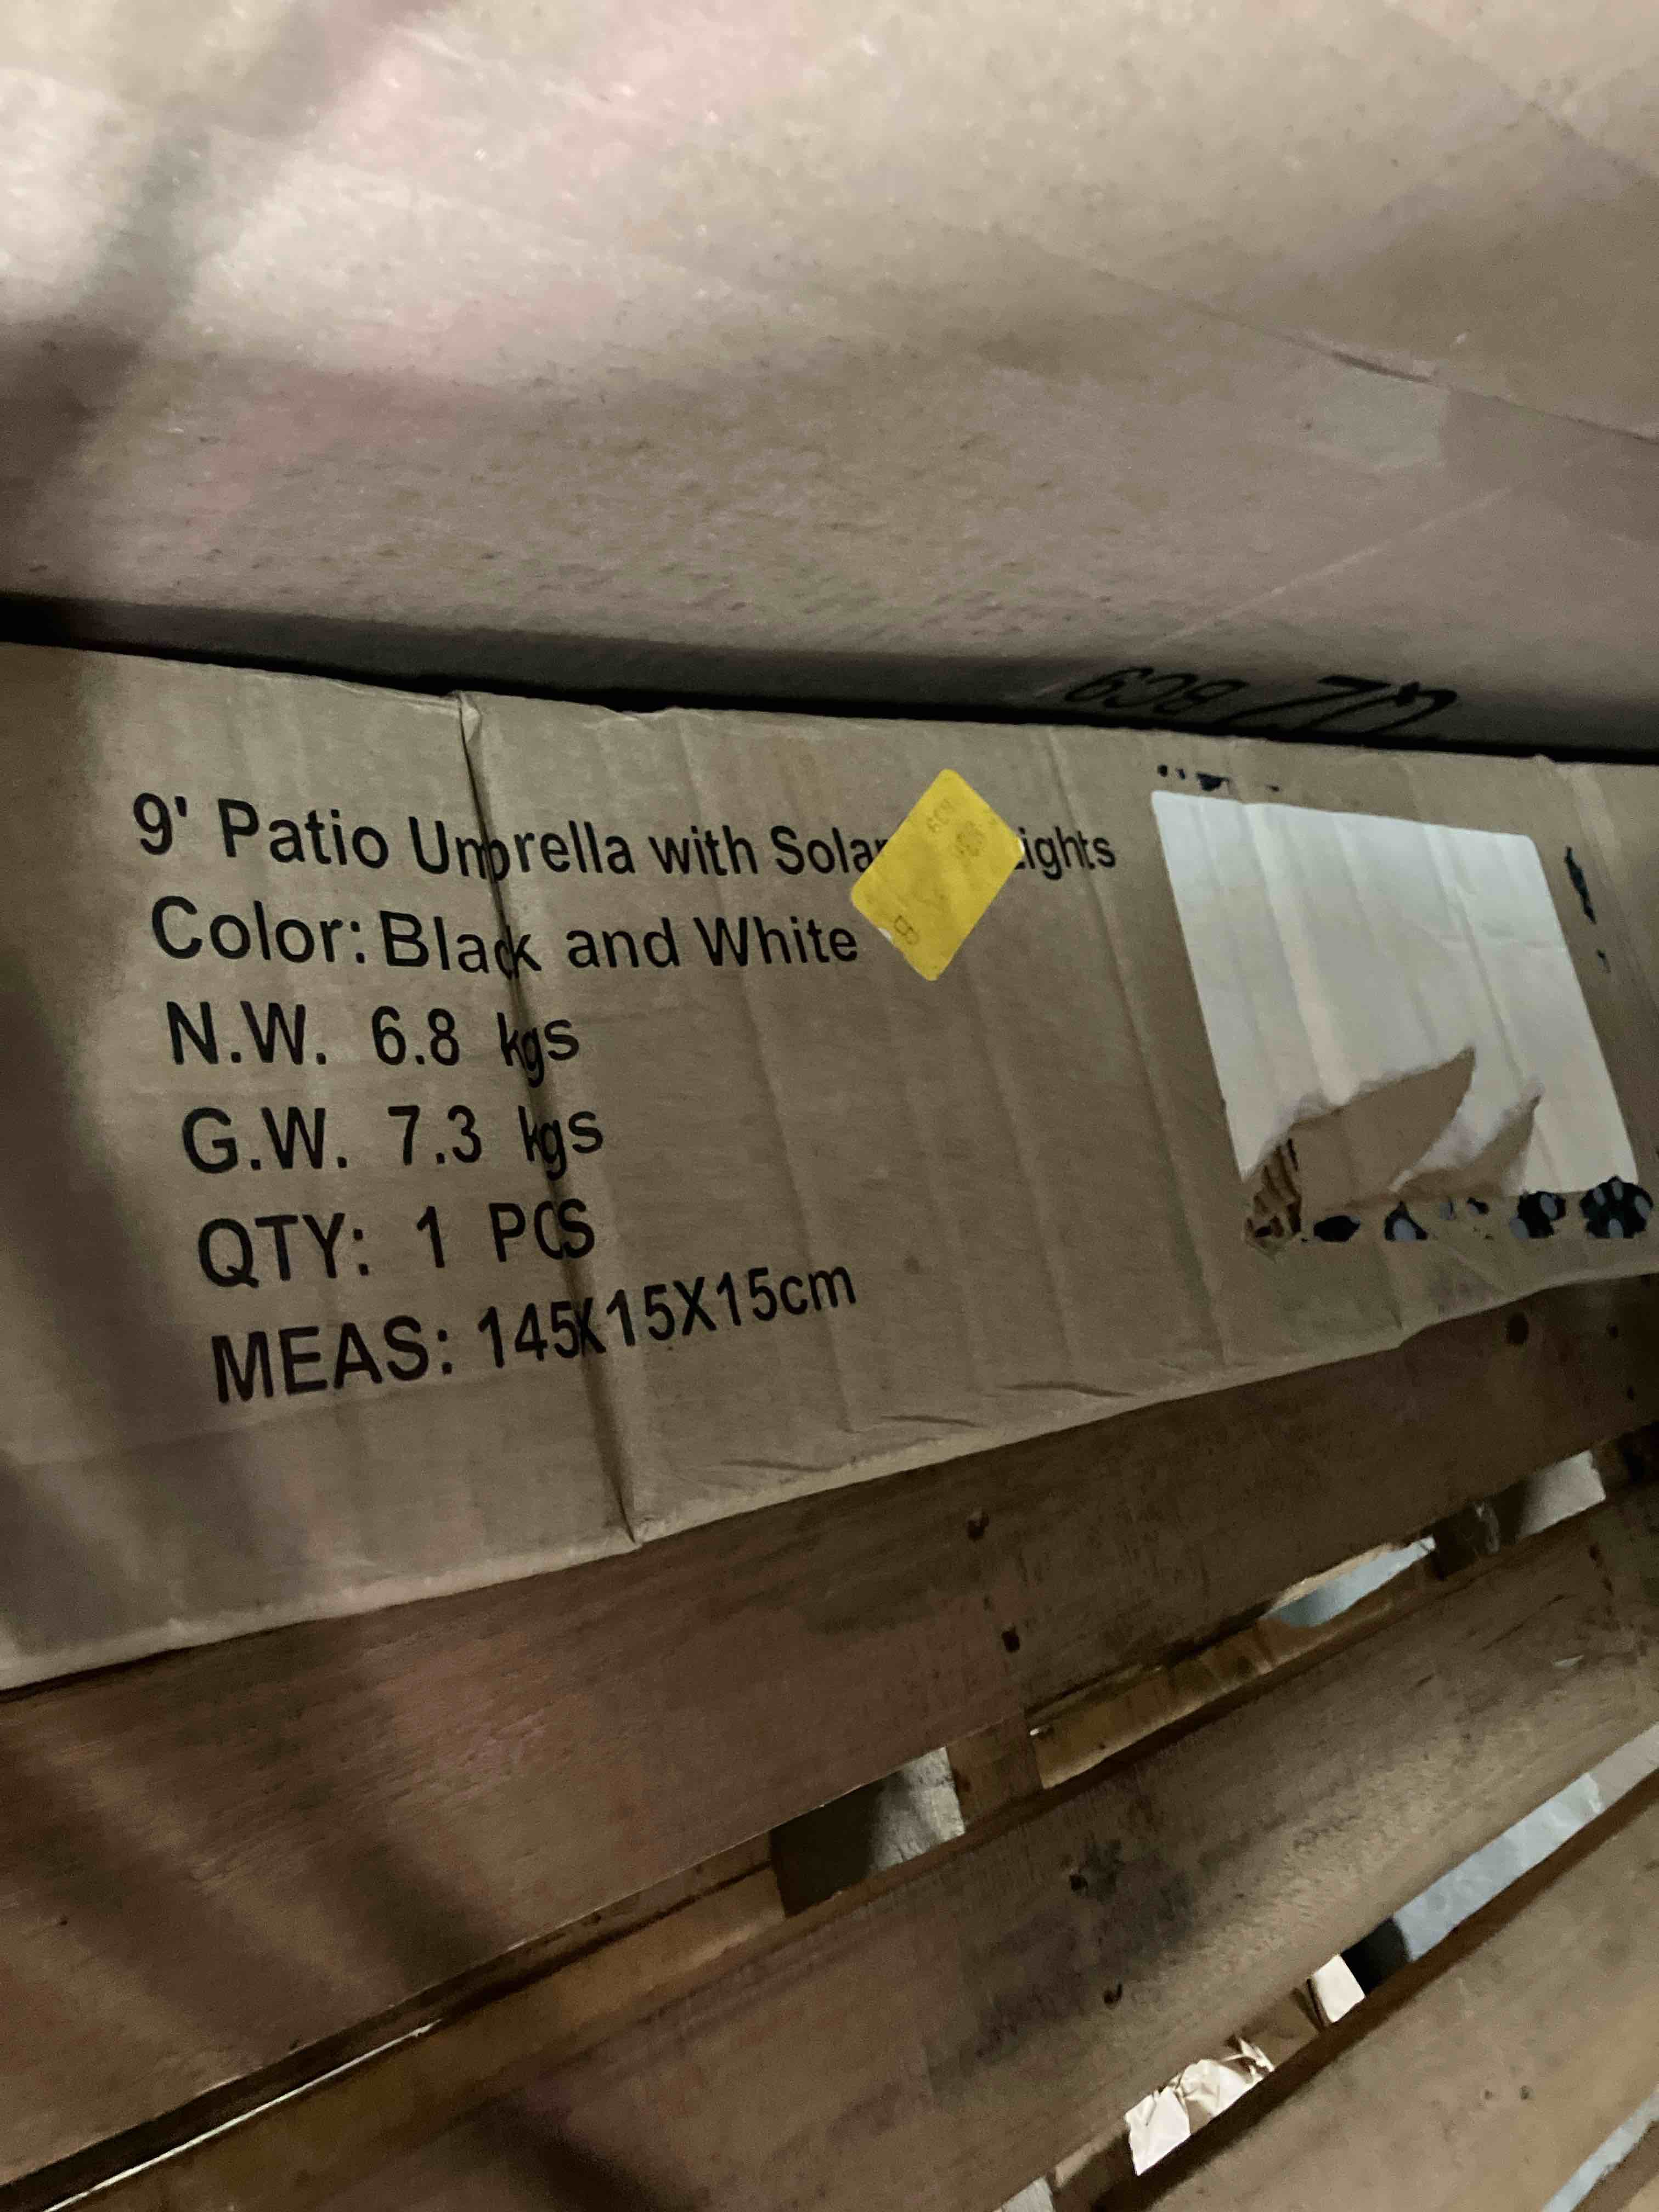 9' Patio Umbrella with Solar Lights
Color: Black and White
N.W. 6.8 kgs
G.W. 7.3 kgs
QTY: 1 PCS
MEAS: 145X15X15cm